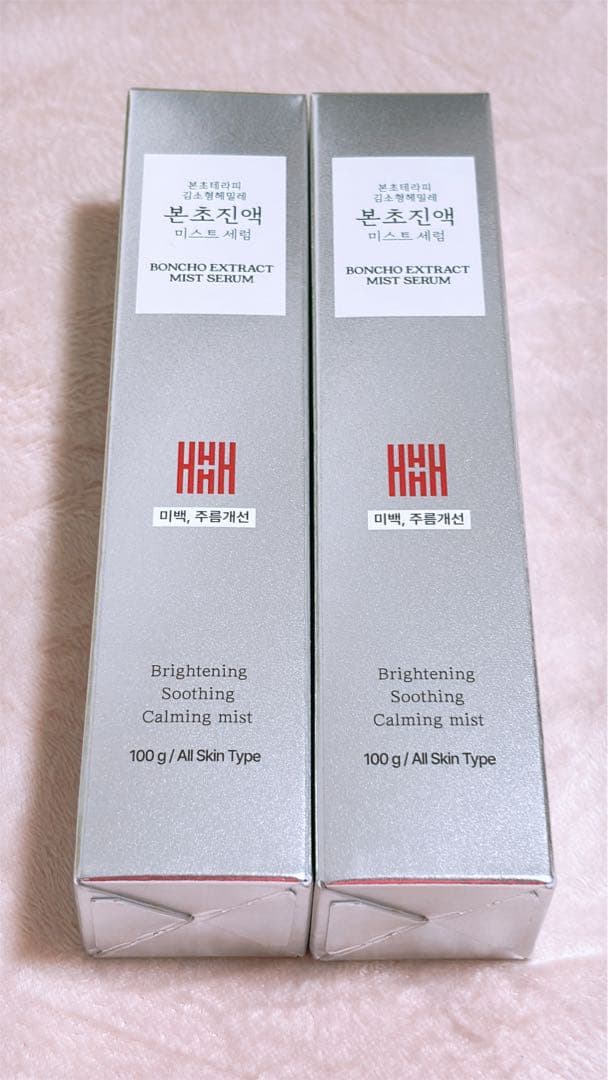 본초테라피
김소형헤밀레
본초진액
미스트 세럼
BONCHO EXTRACT
MIST SERUM
미백, 주름개선
Brightening
Soothing
Calming mist
100 g / All Skin Type
본초테라피
김소형헤밀레
본초진액
미스트 세럼
BONCHO EXTRACT
MIST SERUM
미백, 주름개선
Brightening
Soothing
Calming mist
100 g / All Skin Type